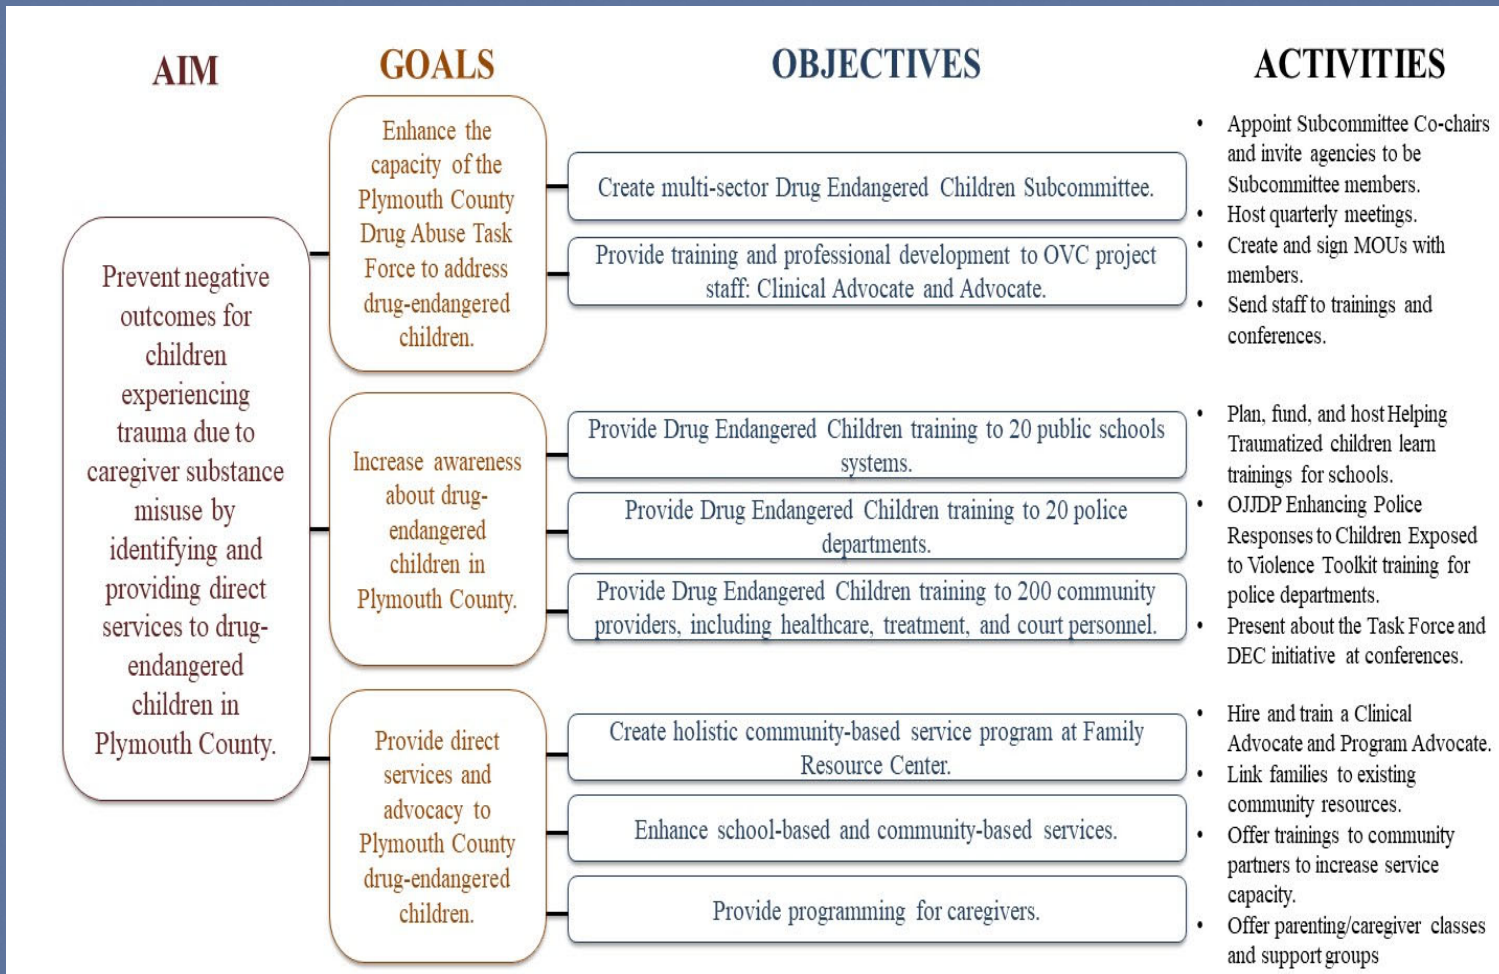 AIM
GOALS
OBJECTIVES
ACTIVITIES
Prevent negative
outcomes for
children
experiencing
trauma due to
caregiver substance
misuse by
identifying and
providing direct
services to drug-
endangered
children in
Plymouth County.
Enhance the
capacity of the
Plymouth County
Drug Abuse Task
Force to address
drug-endangered
children.
Create multi-sector Drug Endangered Children Subcommittee.
Provide training and professional development to OVC project
staff: Clinical Advocate and Advocate.
• Appoint Subcommittee Co-chairs
and invite agencies to be
Subcommittee members.
• Host quarterly meetings.
• Create and sign MOUs with
members.
• Send staff to trainings and
conferences.
Increase awareness
about drug-
endangered
children in
Plymouth County.
Provide Drug Endangered Children training to 20 public schools
systems.
Provide Drug Endangered Children training to 20 police
departments.
Provide Drug Endangered Children training to 200 community
providers, including healthcare, treatment, and court personnel.
• Plan, fund, and host Helping
Traumatized children learn
trainings for schools.
• OJJDP Enhancing Police
Responses to Children Exposed
to Violence Toolkit training for
police departments.
• Present about the Task Force and
DEC initiative at conferences.
Provide direct
services and
advocacy to
Plymouth County
drug-endangered
children.
Create holistic community-based service program at Family
Resource Center.
Enhance school-based and community-based services.
Provide programming for caregivers.
• Hire and train a Clinical
Advocate and Program Advocate.
• Link families to existing
community resources.
• Offer trainings to community
partners to increase service
capacity.
• Offer parenting/caregiver classes
and support groups